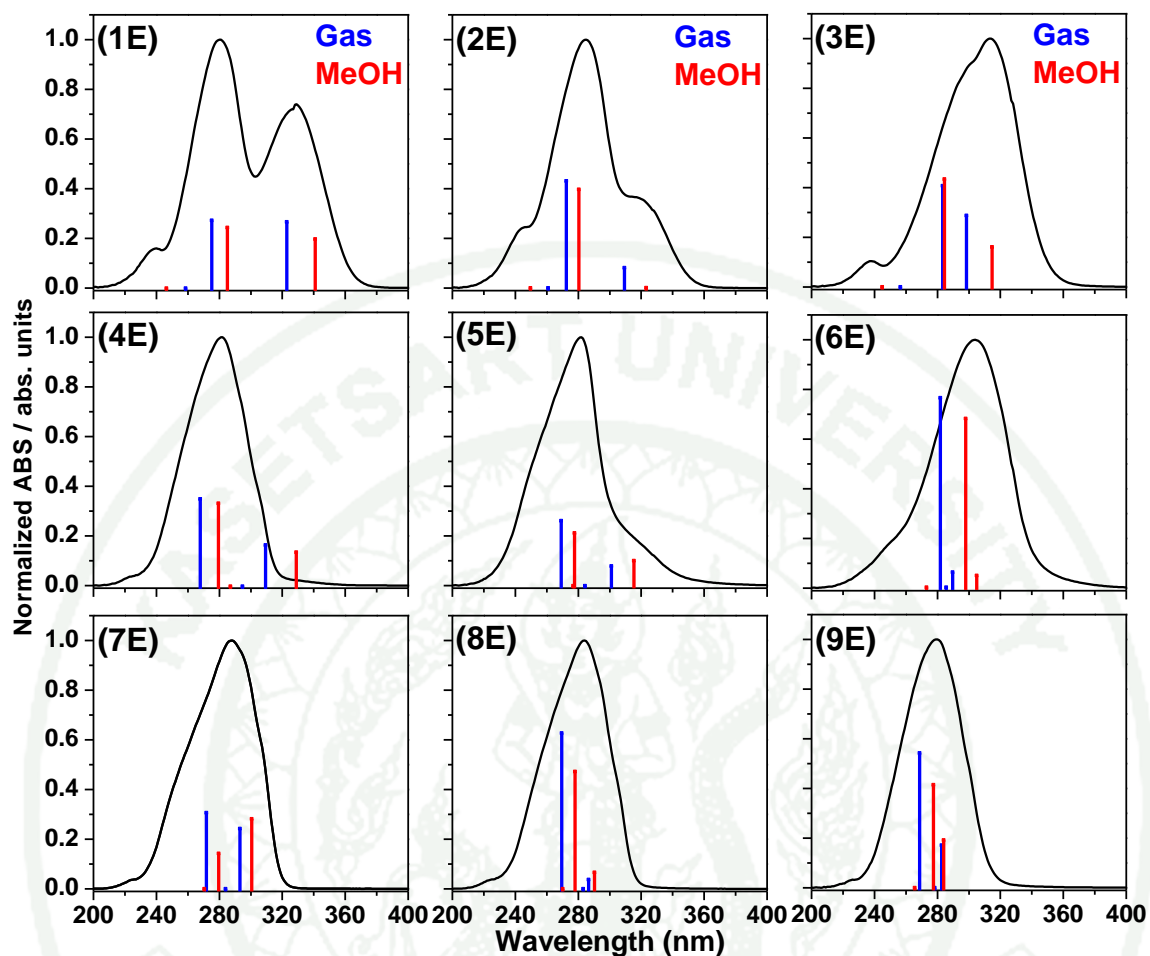 (1E) Gas MeOH
(2E) Gas MeOH
(3E) Gas MeOH
(4E)
(5E)
(6E)
(7E)
(8E)
(9E)
Normalized ABS / abs. units
1.0
0.8
0.6
0.4
0.2
0.0
1.0
0.8
0.6
0.4
0.2
0.0
1.0
0.8
0.6
0.4
0.2
0.0
200 240 280 320 360 400
200 240 280 320 360 400
200 240 280 320 360 400
Wavelength (nm)
KASETSART UNIVERSITY